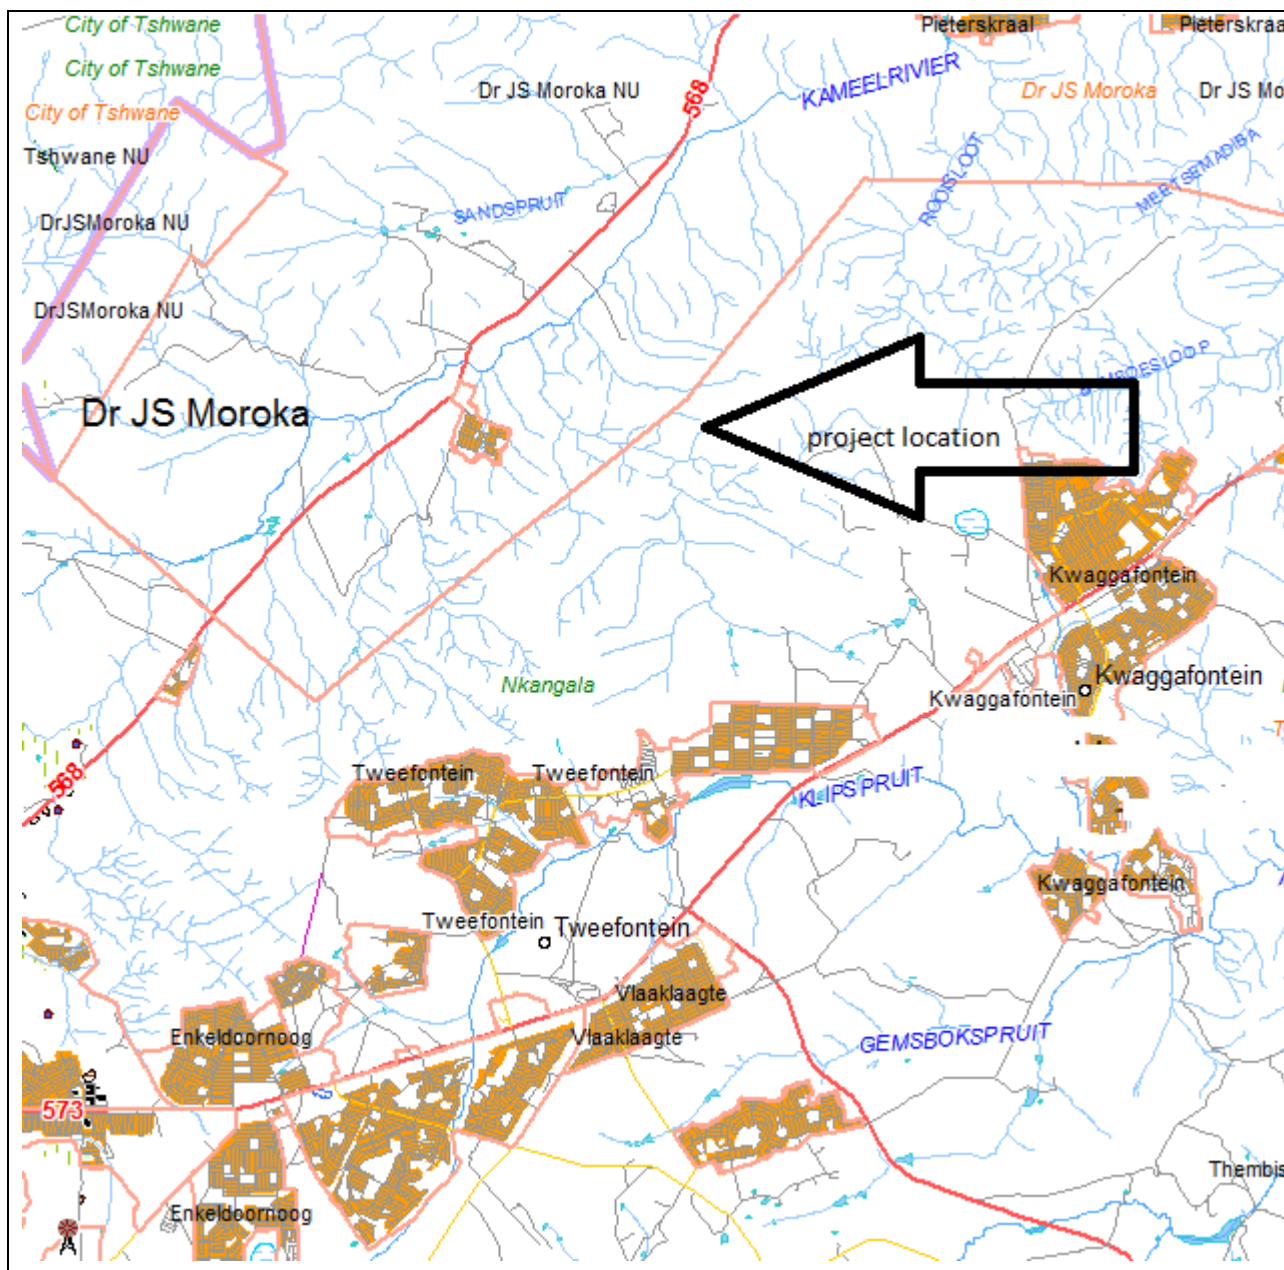 City of Tshwane
Pieterskraal
Pieterskraa
City of Tshwane
KAMEELRIVIER
Dr JS Moroka NU
568
Dr JS Moroka
Dr JS Mo
City of Tshwane
Tshwane NU
ROOISLOOT
MEETSEMADIBA
SANDSPRUIT
DrJSMoroka NU
DrJSMoroka NU
Dr JS Moroka
project location
Kwaggafontein
Nkangala
Kwaggafontein
Kwaggafontein
568
Tweefontein
Tweefontein
KLIPSPRUIT
Kwaggafontein
Tweefontein
Tweefontein
Vlaaklaagte
Enkeldoornoog
Vlaaklaagte
GEMSBOKSPRUIT
573
Thembis
Enkeldoornoog